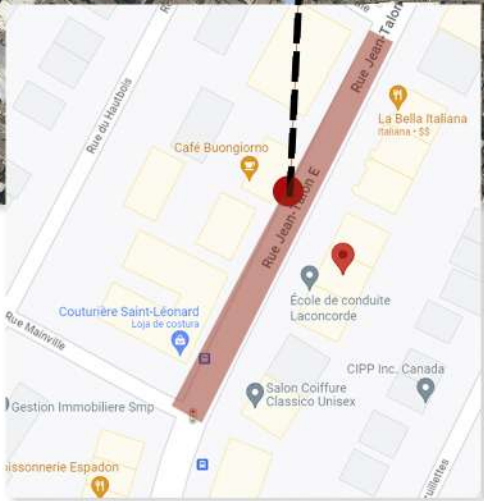 Rue Jean-Talon
Rue du Hautbois
La Bella Italiana
Italiana • $$
Café Buongiorno
Rue Jean-Talon E
École de conduite
Laconcorde
Couturière Saint-Léonard
Loja de costura
Rue Mainville
CIPP Inc. Canada
Salon Coiffure
Classico Unisex
Gestion Immobiliere Smp
oissonnerie Espadon
uillettes